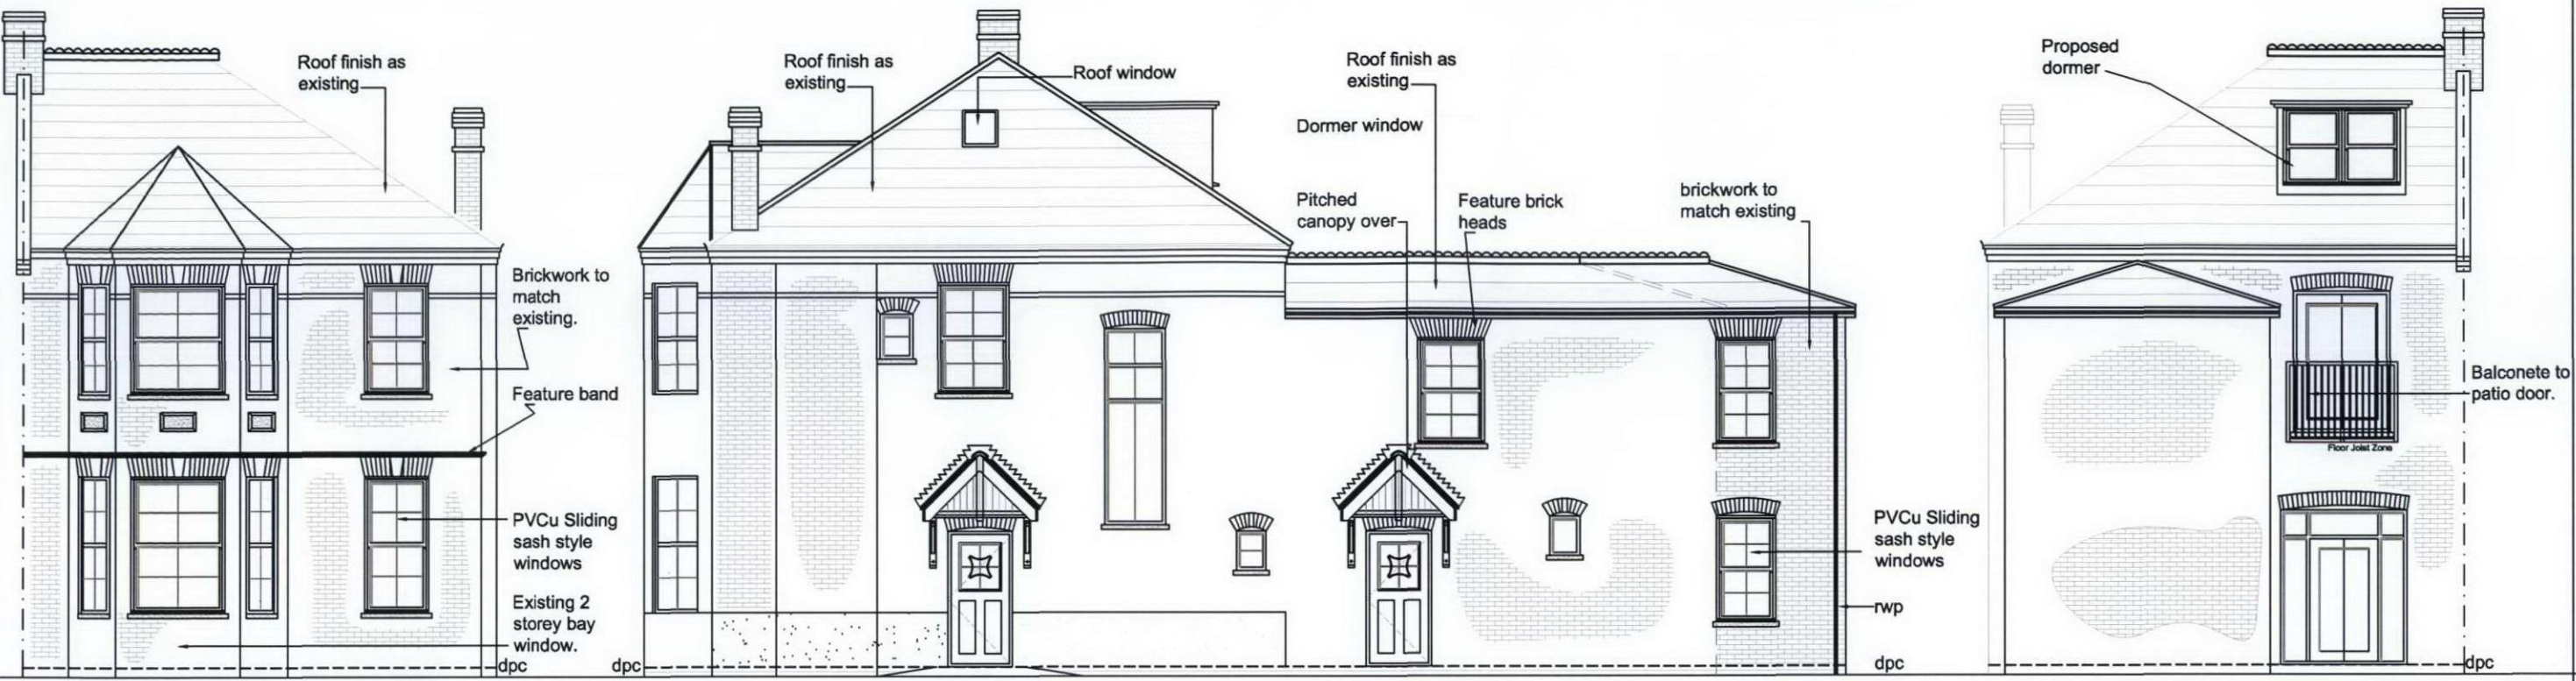 Roof finish as
existing
Brickwork to
match
existing.
Feature band
PVCu Sliding
sash style
windows
Existing 2
storey bay
window.
dpc
dpc
Roof finish as
existing
Roof window
Roof finish as
existing
Dormer window
Pitched
canopy over
Feature brick
heads
brickwork to
match existing
PVCu Sliding
sash style
windows
rwp
dpc
Proposed
dormer
Balconete to
patio door.
Floor Joist Zone
dpc